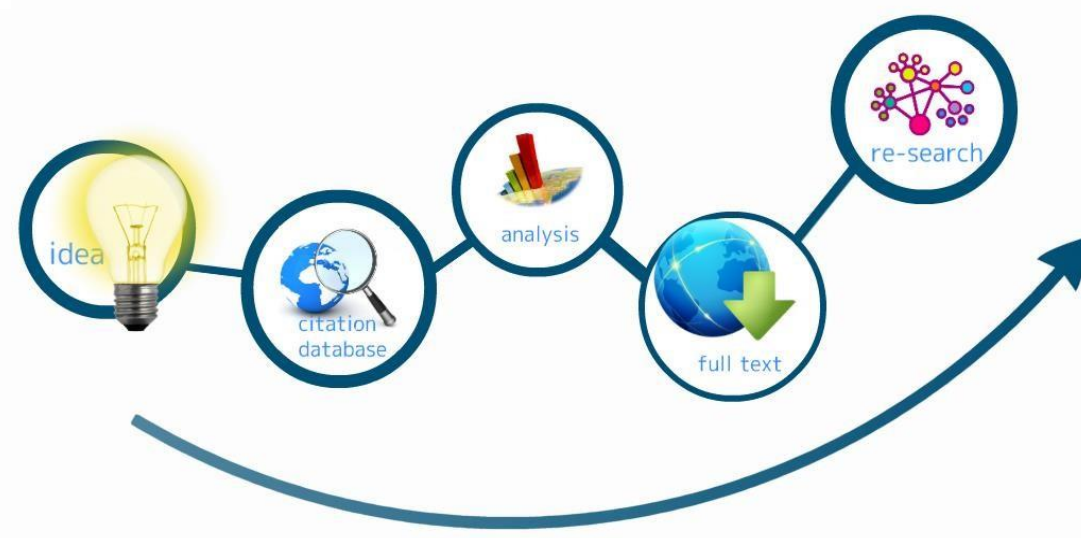 idea
citation
database
analysis
full text
re-search